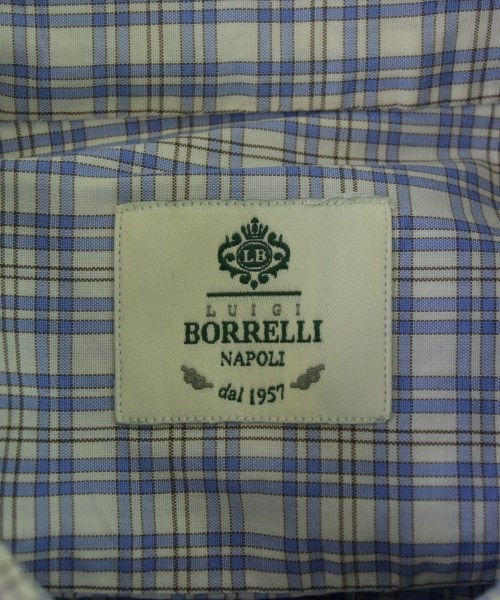 LB
LUIGI
BORRELLI
NAPOLI
dal 1957